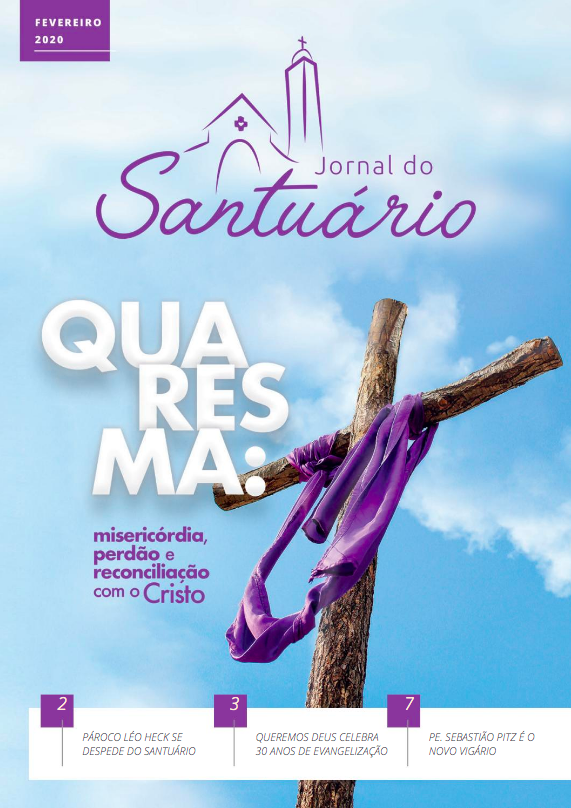 FEVEREIRO
2020
Jornal do
Santuário
QUA
RES
MA:
misericórdia,
perdão e
reconciliação
com o Cristo
2
PÁROCO LÉO HECK SE
DESPEDE DO SANTUÁRIO
3
QUEREMOS DEUS CELEBRA
30 ANOS DE EVANGELIZAÇÃO
7
PE. SEBASTIÃO PITZ É O
NOVO VIGÁRIO